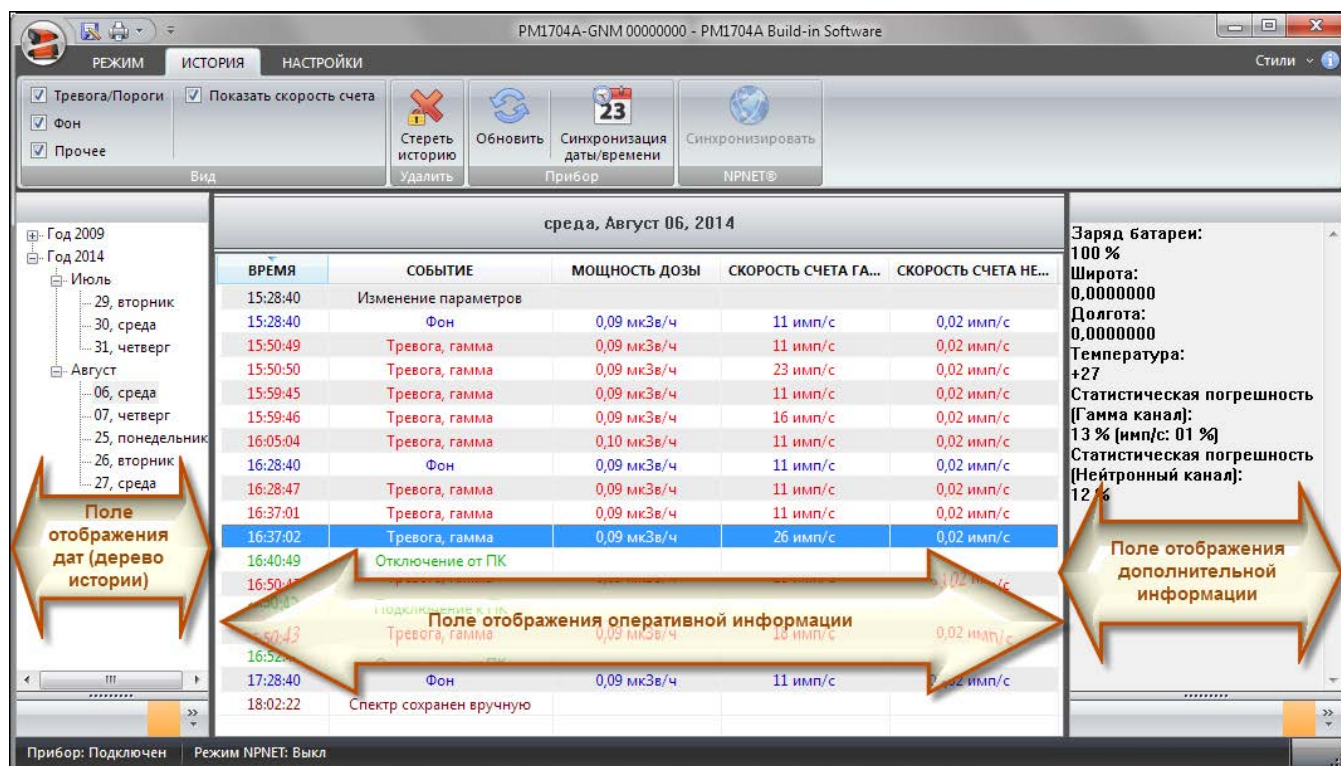 PM1704A-GNM 00000000 - PM1704A Build-in Software
РЕЖИМ ИСТОРИЯ НАСТРОЙКИ Стили
Тревога/Пороги Показать скорость счета
Фон
Прочее
Стереть историю
Обновить
23
Синхронизация даты/времени
Синхронизировать
Вид Удалить Прибор NPNET®
Год 2009
Год 2014
Июль
29, вторник
30, среда
31, четверг
Август
06, среда
07, четверг
25, понедельник
26, вторник
27, среда
Поле
отображения
дат (дерево
истории)
среда, Август 06, 2014
ВРЕМЯ СОБЫТИЕ МОЩНОСТЬ ДОЗЫ СКОРОСТЬ СЧЕТА ГА... СКОРОСТЬ СЧЕТА НЕ...
15:28:40 Изменение параметров
15:28:40 Фон 0,09 мкЗв/ч 11 имп/с 0,02 имп/с
15:50:49 Тревога, гамма 0,09 мкЗв/ч 11 имп/с 0,02 имп/с
15:50:50 Тревога, гамма 0,09 мкЗв/ч 23 имп/с 0,02 имп/с
15:59:45 Тревога, гамма 0,09 мкЗв/ч 11 имп/с 0,02 имп/с
15:59:46 Тревога, гамма 0,09 мкЗв/ч 16 имп/с 0,02 имп/с
16:05:04 Тревога, гамма 0,10 мкЗв/ч 11 имп/с 0,02 имп/с
16:28:40 Фон 0,09 мкЗв/ч 11 имп/с 0,02 имп/с
16:28:47 Тревога, гамма 0,09 мкЗв/ч 11 имп/с 0,02 имп/с
16:37:01 Тревога, гамма 0,09 мкЗв/ч 11 имп/с 0,02 имп/с
16:37:02 Тревога, гамма 0,09 мкЗв/ч 26 имп/с 0,02 имп/с
16:40:49 Отключение от ПК
Подключение к ПК
Поле отображения оперативной информации
Тревога, гамма 0,09 мкЗв/ч 18 имп/с 0,02 имп/с
17:28:40 Фон 0,09 мкЗв/ч 11 имп/с
18:02:22 Спектр сохранен вручную
Заряд батареи:
100 %
Широта:
0,0000000
Долгота:
0,0000000
Температура:
+27
Статистическая погрешность
(Гамма канал):
13 % (имп/с: 01 %)
Статистическая погрешность
(Нейтронный канал):
12 %
Поле отображения
дополнительной
информации
Прибор: Подключен Режим NPNET: Выкл